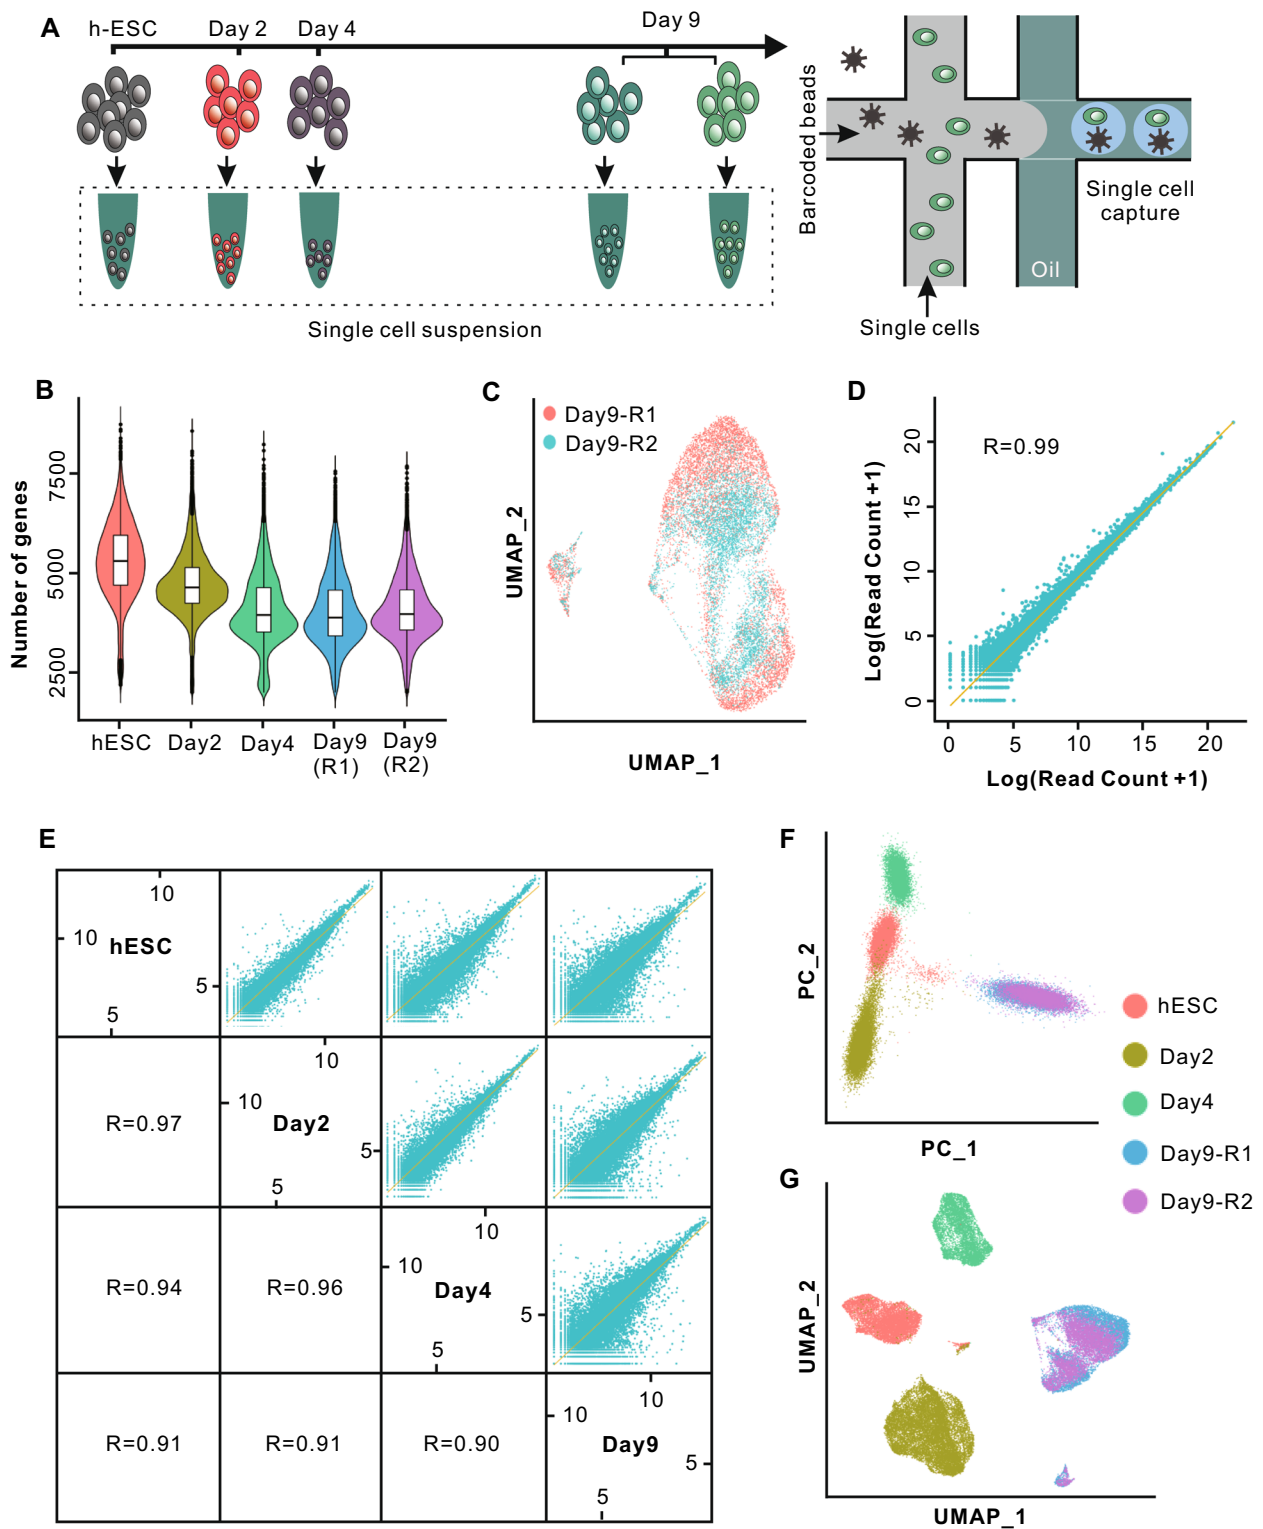 A
h-ESC
Day 2
Day 4
Day 9
Barcoded beads
Single cell
capture
Oil
Single cells
Single cell suspension
B
Number of genes
7500
5000
2500
hESC
Day2
Day4
Day9
(R1)
Day9
(R2)
C
Day9-R1
Day9-R2
UMAP_2
UMAP_1
D
R=0.99
Log(Read Count +1)
20
15
10
5
0
0
5
10
15
20
Log(Read Count +1)
E
10
10
hESC
5
5
10
R=0.97
10
Day2
5
5
10
R=0.94
R=0.96
10
Day4
5
5
10
R=0.91
R=0.91
R=0.90
10
Day9
5
5
F
PC_2
PC_1
hESC
Day2
Day4
Day9-R1
Day9-R2
G
UMAP_2
UMAP_1